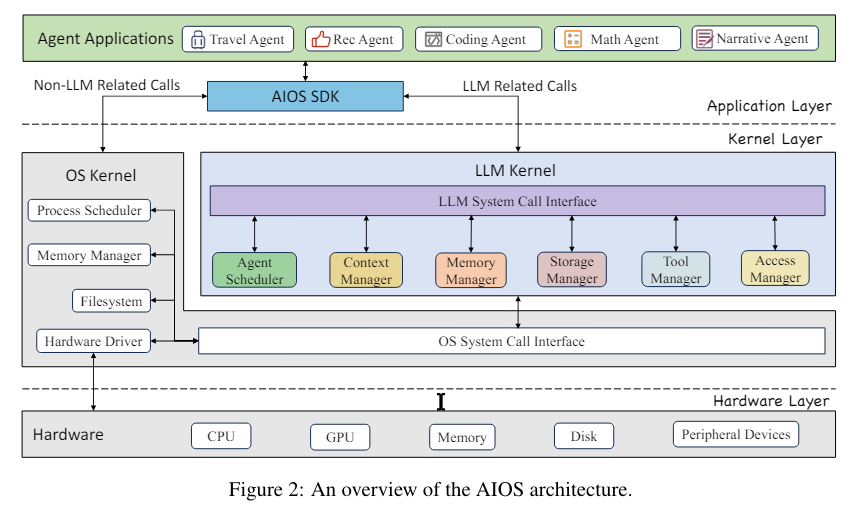 Agent Applications
Travel Agent
Rec Agent
Coding Agent
Math Agent
Narrative Agent
Non-LLM Related Calls
AIOS SDK
LLM Related Calls
Application Layer
Kernel Layer
OS Kernel
LLM Kernel
LLM System Call Interface
Process Scheduler
Memory Manager
Filesystem
Hardware Driver
Agent
Scheduler
Context
Manager
Memory
Manager
Storage
Manager
Tool
Manager
Access
Manager
OS System Call Interface
Hardware Layer
Hardware
CPU
GPU
Memory
Disk
Peripheral Devices
Figure 2: An overview of the AIOS architecture.